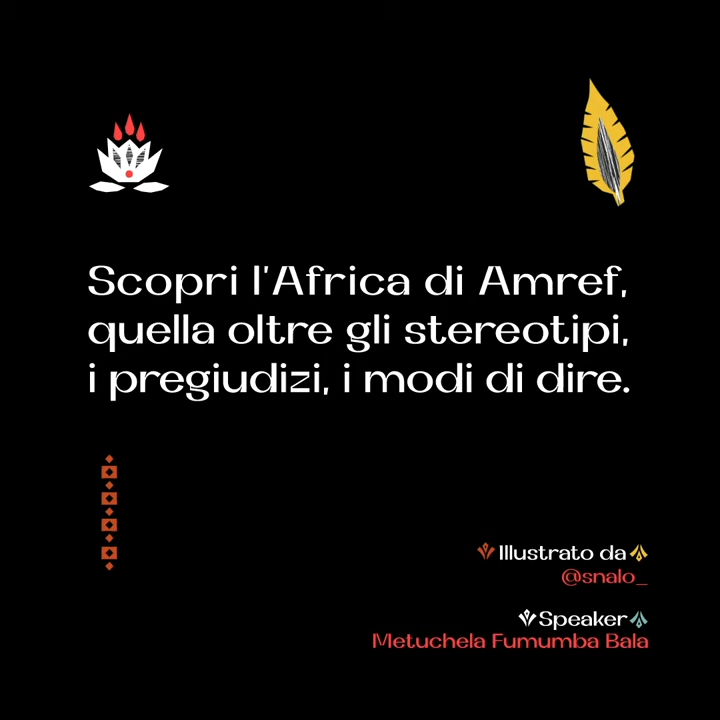 Scopri l'Africa di Amref,
quella oltre gli stereotipi,
i pregiudizi, i modi di dire.
Illustrato da
@snalo_
Speaker
Metuchela Fumumba Bala